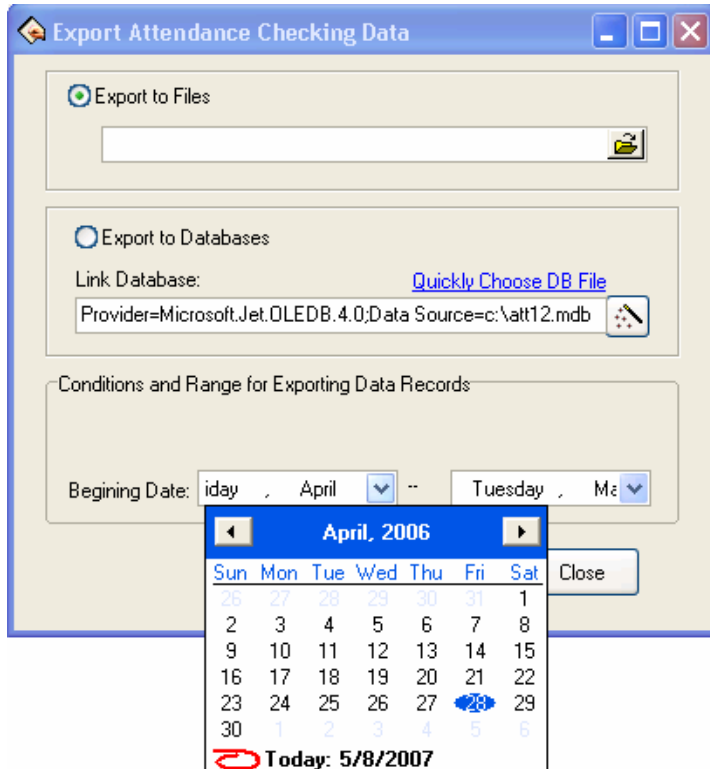 Export Attendance Checking Data
Export to Files
Export to Databases
Link Database: Quickly Choose DB File
Provider=Microsoft.Jet.OLEDB.4.0;Data Source=c:\att12.mdb
Conditions and Range for Exporting Data Records
Begining Date: iday , April -- Tuesday , Ma
April, 2006
Sun Mon Tue Wed Thu Fri Sat
26 27 28 29 30 31 1
2 3 4 5 6 7 8
9 10 11 12 13 14 15
16 17 18 19 20 21 22
23 24 25 26 27 28 29
30 1 2 3 4 5 6
Today: 5/8/2007
Close